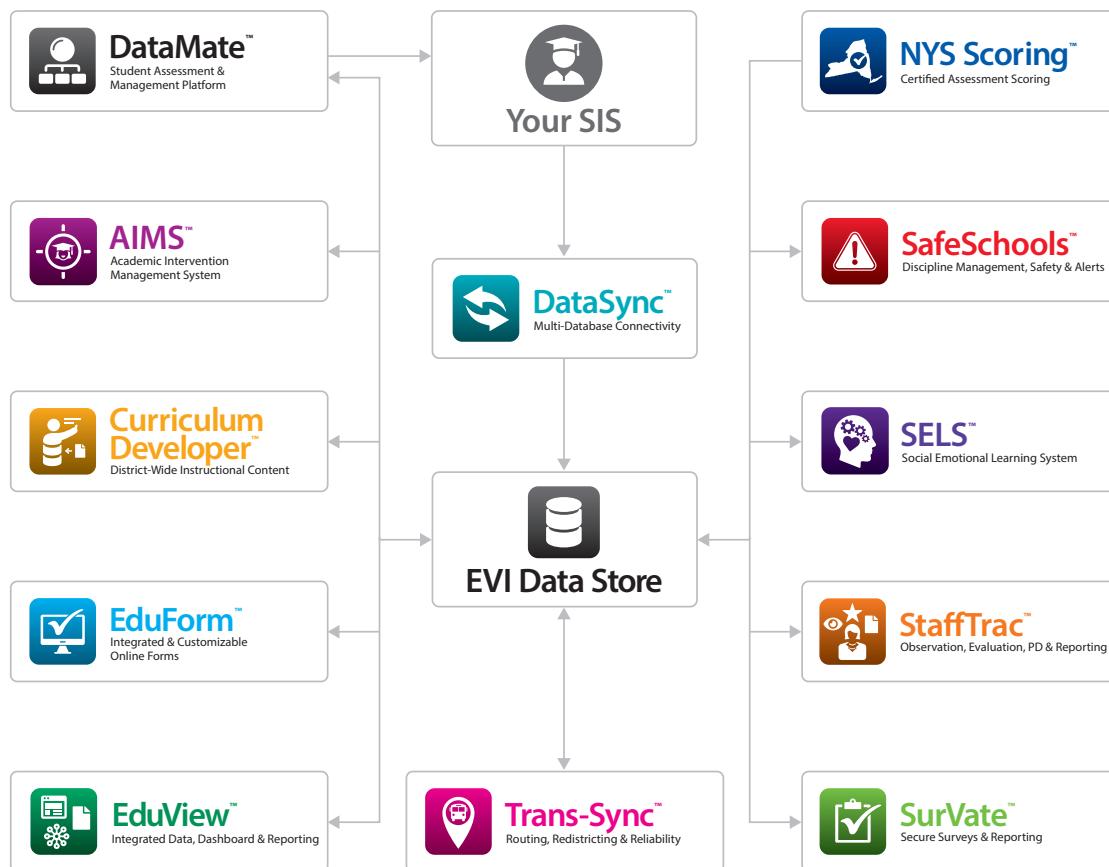 DataMate™
Student Assessment &
Management Platform
Your SIS
NYS Scoring™
Certified Assessment Scoring
AIMS™
Academic Intervention
Management System
DataSync™
Multi-Database Connectivity
SafeSchools™
Discipline Management, Safety & Alerts
Curriculum
Developer™
District-Wide Instructional Content
SELS™
Social Emotional Learning System
EVI Data Store
EduForm™
Integrated & Customizable
Online Forms
StaffTrac™
Observation, Evaluation, PD & Reporting
EduView™
Integrated Data, Dashboard & Reporting
Trans-Sync™
Routing, Redistricting & Reliability
SurVate™
Secure Surveys & Reporting